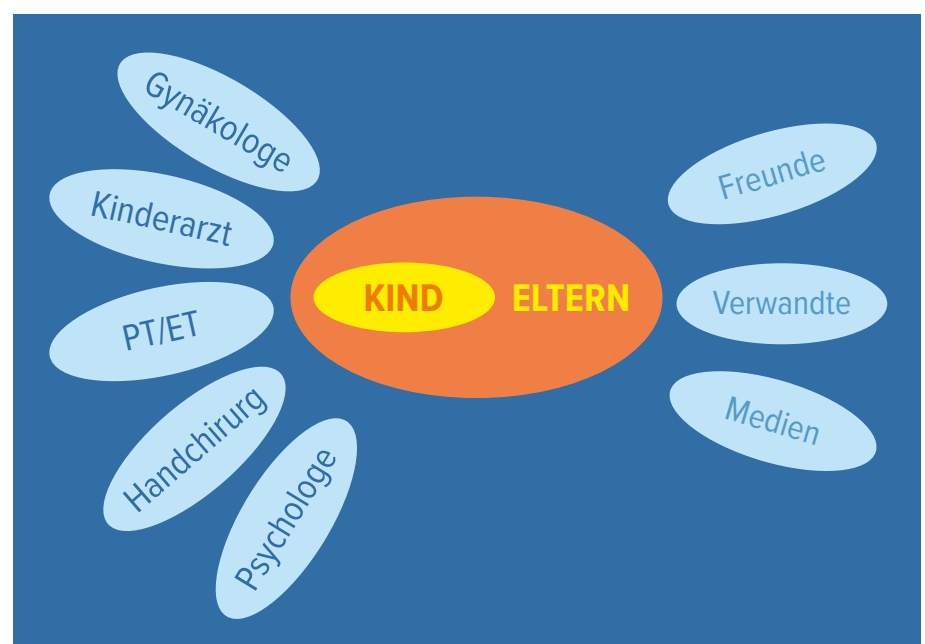 Gynäkologe
Kinderarzt
PT/ET
Handchirurg
Psychologe
KIND
ELTERN
Freunde
Verwandte
Medien